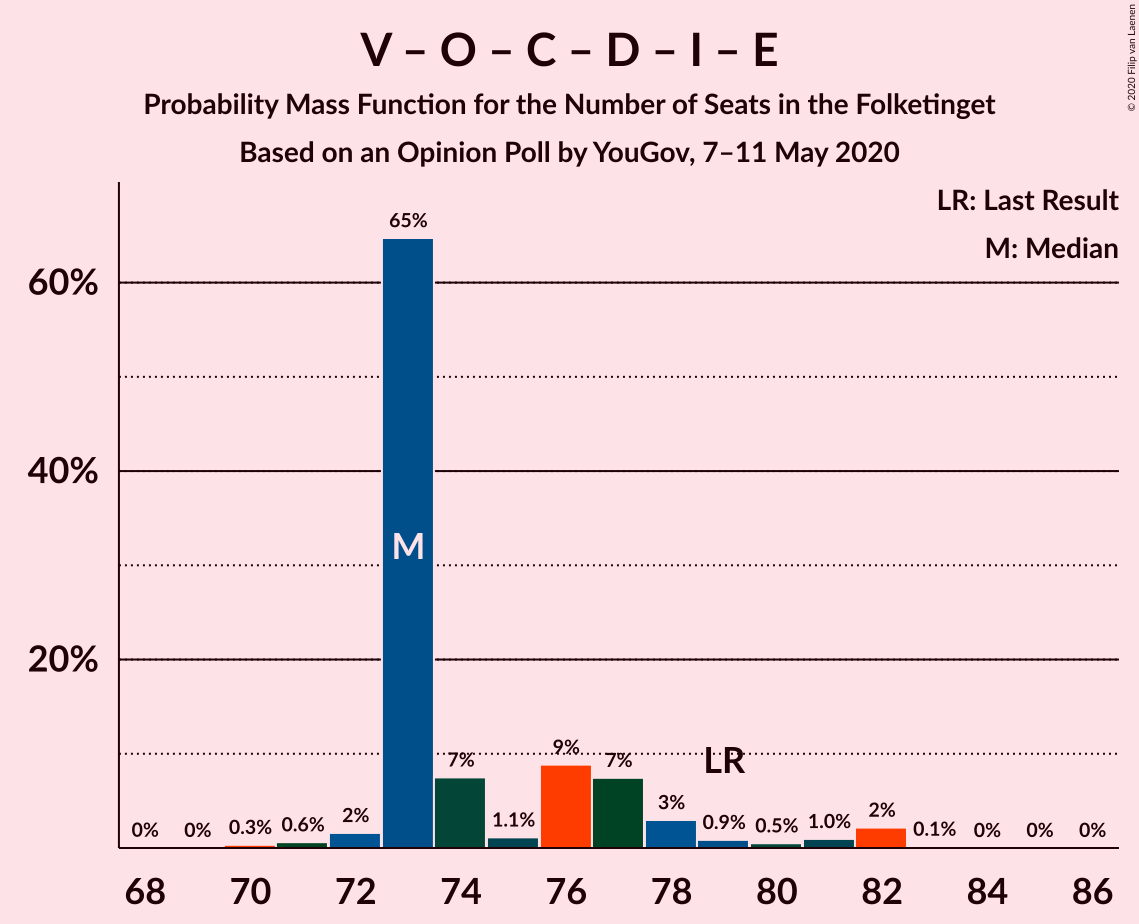 V – O – C – D – I – E
Probability Mass Function for the Number of Seats in the Folketinget
Based on an Opinion Poll by YouGov, 7–11 May 2020
© 2020 Filip van Laenen
LR: Last Result
M: Median
60%
40%
20%
0%
0%
0.3%
0.6%
2%
65%
7%
1.1%
9%
7%
3%
0.9%
0.5%
1.0%
2%
0.1%
0%
0%
0%
M
LR
68 70 72 74 76 78 80 82 84 86